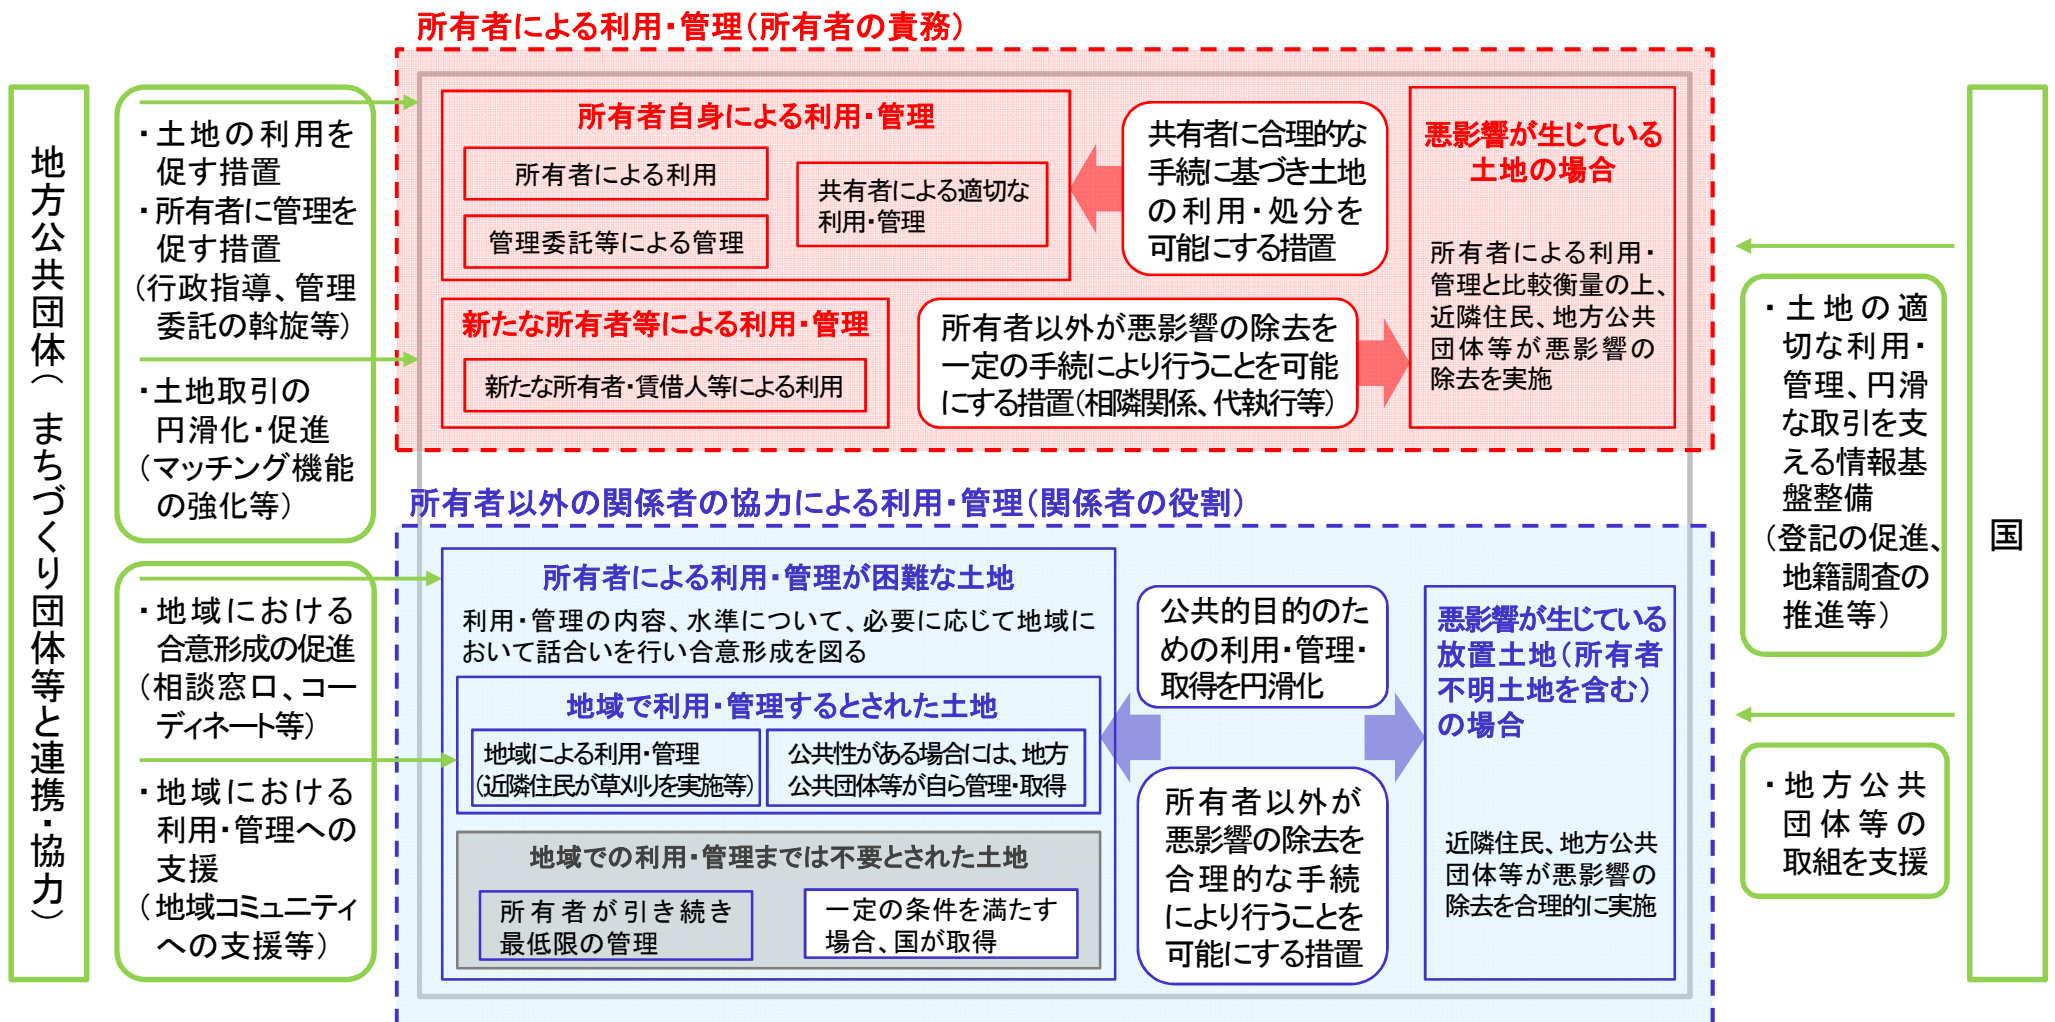 所有者による利用・管理(所有者の責務)
地方公共団体(まちづくり団体等と連携・協力)
・土地の利用を
促す措置
・所有者に管理を
促す措置
(行政指導、管理
委託の斡旋等)
・土地取引の
円滑化・促進
(マッチング機能
の強化等)
所有者自身による利用・管理
所有者による利用
管理委託等による管理
共有者による適切な
利用・管理
共有者に合理的な
手続に基づき土地
の利用・処分を
可能にする措置
新たな所有者等による利用・管理
新たな所有者・賃借人等による利用
所有者以外が悪影響の除去を
一定の手続により行うことを可能
にする措置(相隣関係、代執行等)
悪影響が生じている
土地の場合
所有者による利用・
管理と比較衡量の上、
近隣住民、地方公共
団体等が悪影響の
除去を実施
所有者以外の関係者の協力による利用・管理(関係者の役割)
・地域における
合意形成の促進
(相談窓口、コー
ディネート等)
・地域における
利用・管理への
支援
(地域コミュニティ
への支援等)
所有者による利用・管理が困難な土地
利用・管理の内容、水準について、必要に応じて地域に
おいて話合いを行い合意形成を図る
地域で利用・管理するとされた土地
地域による利用・管理
(近隣住民が草刈りを実施等)
公共性がある場合には、地方
公共団体等が自ら管理・取得
地域での利用・管理までは不要とされた土地
所有者が引き続き
最低限の管理
一定の条件を満たす
場合、国が取得
公共的目的のた
めの利用・管理・
取得を円滑化
所有者以外が
悪影響の除去を
合理的な手続
により行うことを
可能にする措置
悪影響が生じている
放置土地(所有者
不明土地を含む)
の場合
近隣住民、地方公共
団体等が悪影響の
除去を合理的に実施
・土地の適
切な利用・
管理、円滑
な取引を支
える情報基
盤整備
(登記の促進、
地籍調査の
推進等)
・地方公共
団体等の
取組を支援
国